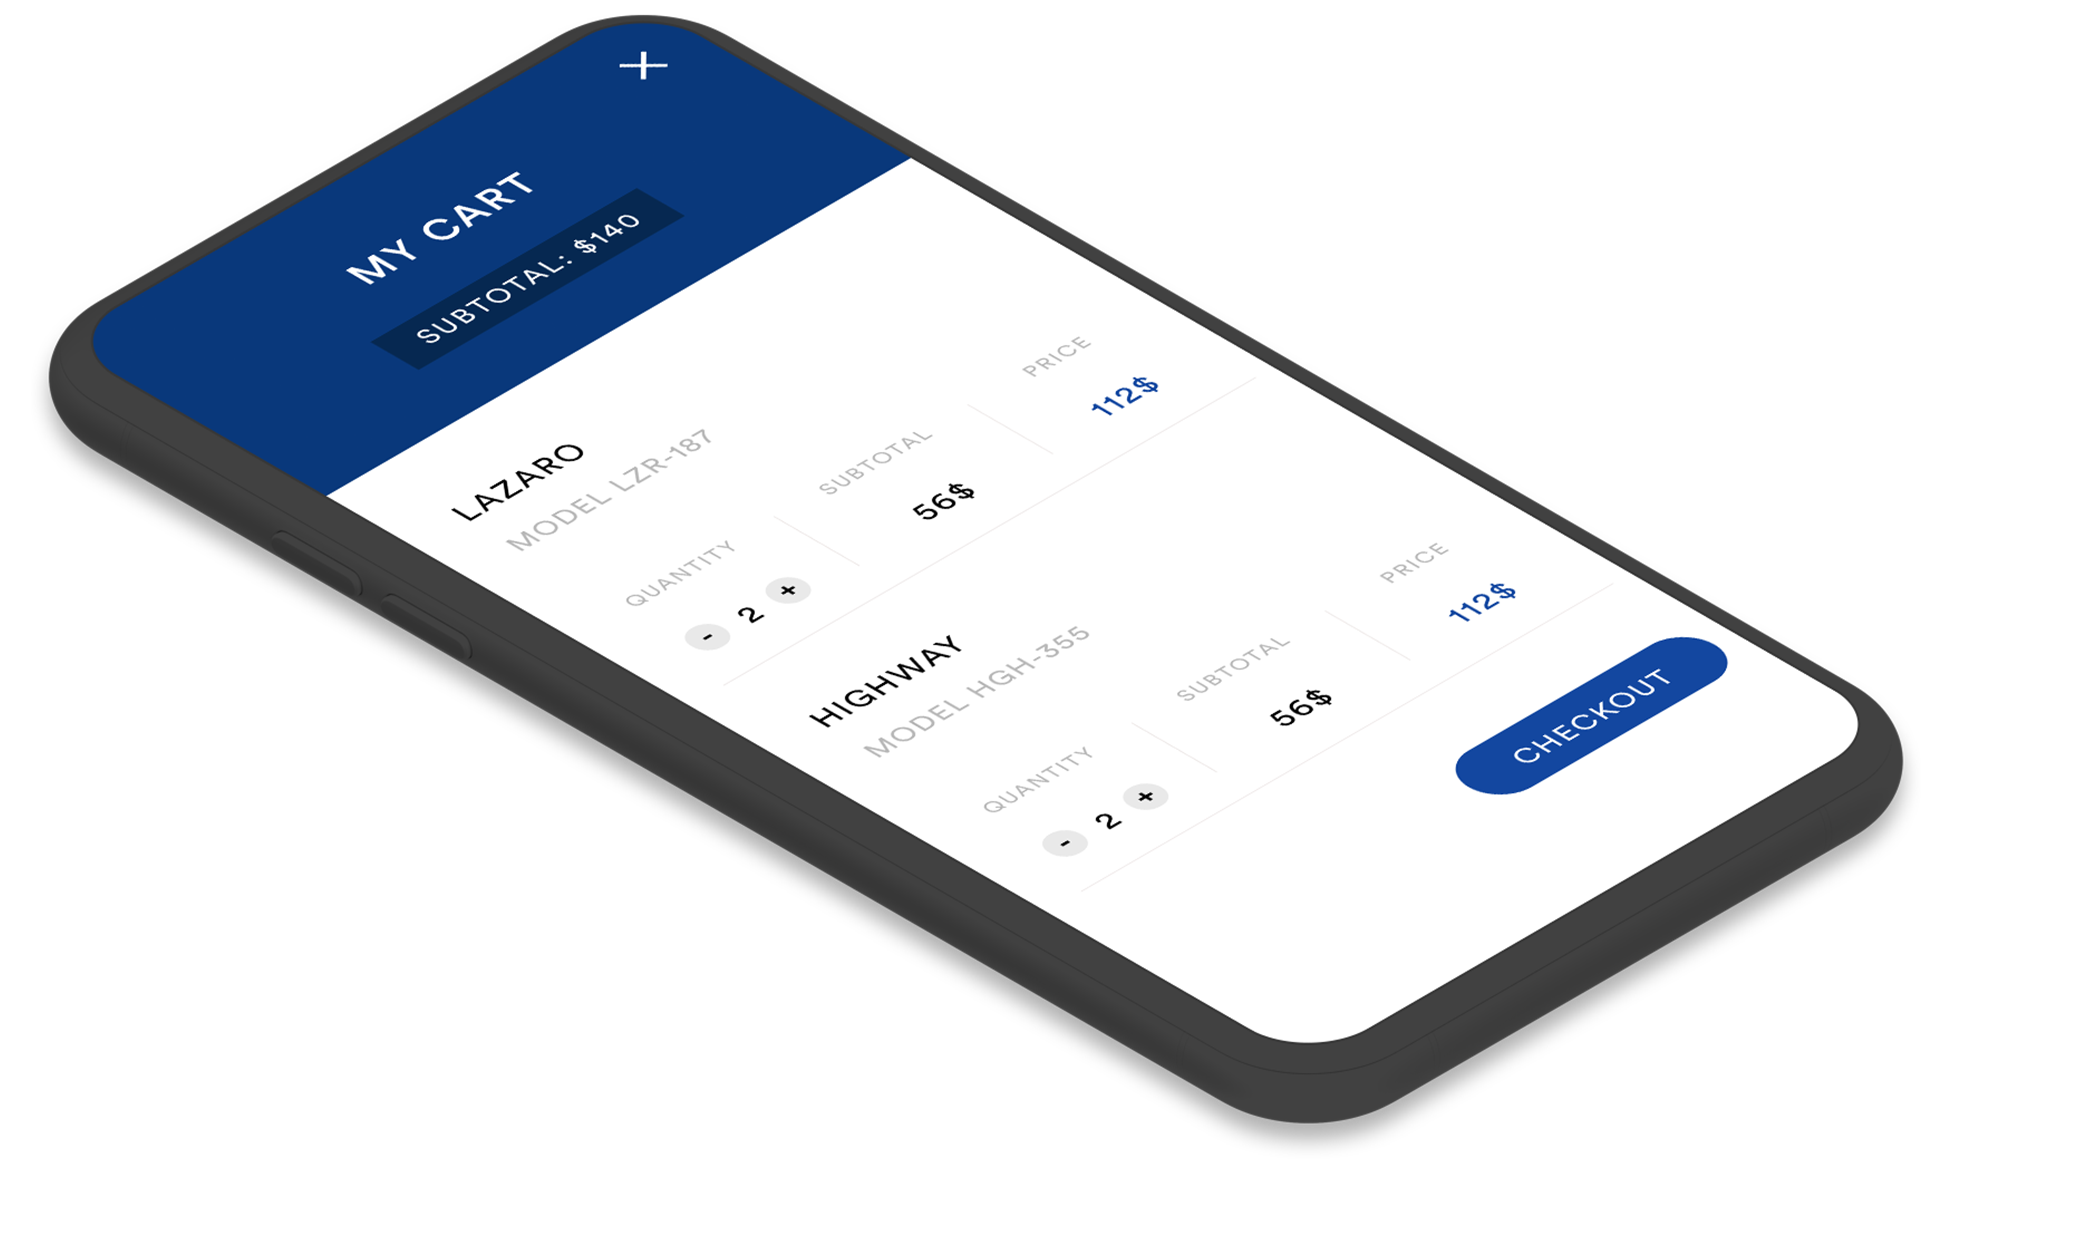 MY CART
SUBTOTAL: $140
LAZARO
MODEL LZR-187
QUANTITY
- 2 +
SUBTOTAL
56$
PRICE
112$
HIGHWAY
MODEL HGH-355
QUANTITY
- 2 +
SUBTOTAL
56$
PRICE
112$
CHECKOUT